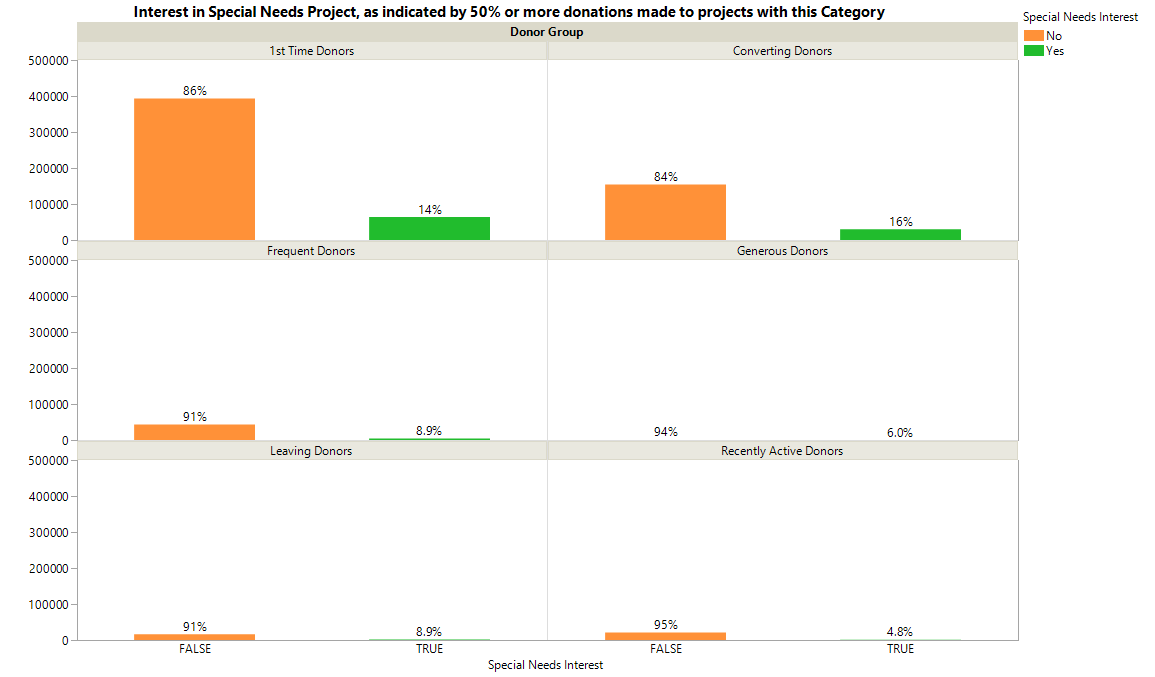 Interest in Special Needs Project, as indicated by 50% or more donations made to projects with this Category
Special Needs Interest
No
Yes
Donor Group
1st Time Donors
Converting Donors
500000
400000
300000
200000
100000
0
86%
14%
84%
16%
Frequent Donors
Generous Donors
500000
400000
300000
200000
100000
0
91%
8.9%
94%
6.0%
Leaving Donors
Recently Active Donors
500000
400000
300000
200000
100000
0
91%
8.9%
95%
4.8%
FALSE
TRUE
FALSE
TRUE
Special Needs Interest